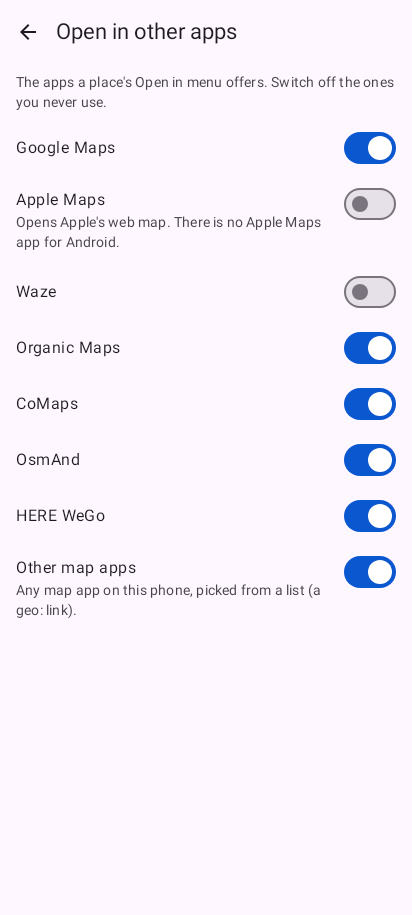 Open in other apps
The apps a place's Open in menu offers. Switch off the ones
you never use.
Google Maps
Apple Maps
Opens Apple's web map. There is no Apple Maps
app for Android.
Waze
Organic Maps
CoMaps
OsmAnd
HERE WeGo
Other map apps
Any map app on this phone, picked from a list (a
geo: link).